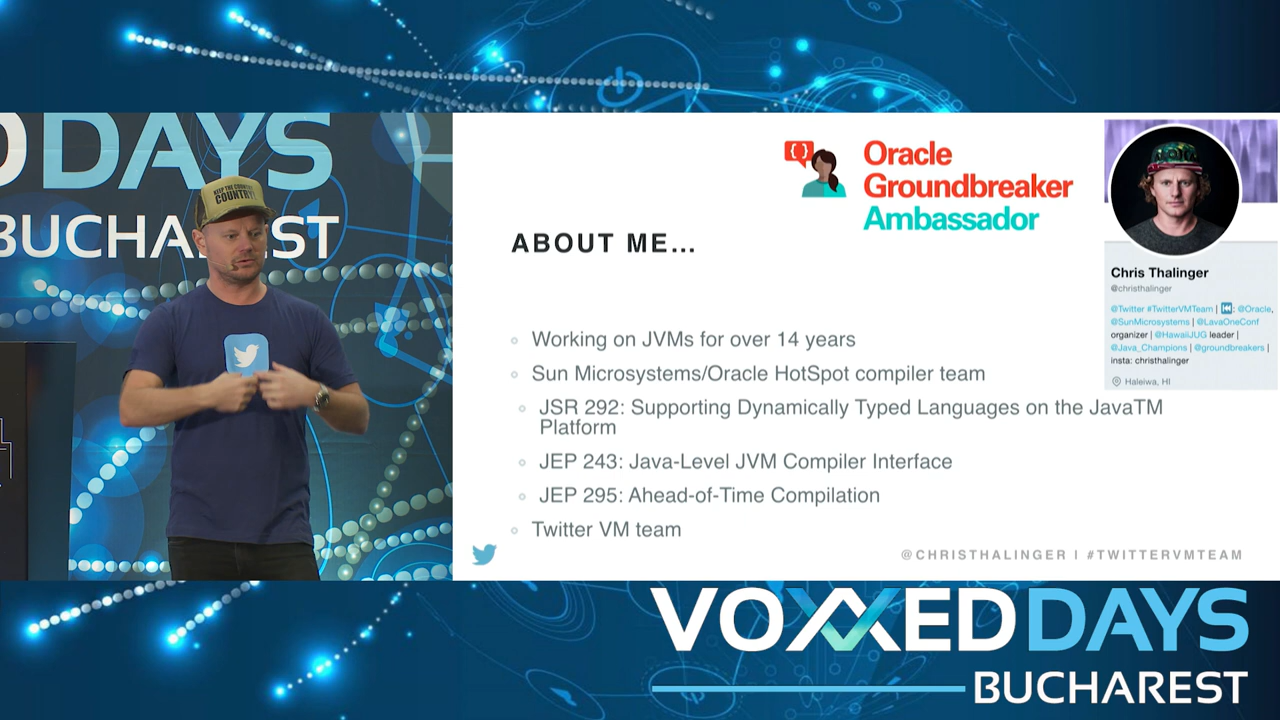 DAYS
BUCHAREST
KEEP THE COUNTRY
COUNTRY!
Oracle
Groundbreaker
Ambassador
ABOUT ME...
Working on JVMs for over 14 years
Sun Microsystems/Oracle HotSpot compiler team
JSR 292: Supporting Dynamically Typed Languages on the JavaTM
Platform
JEP 243: Java-Level JVM Compiler Interface
JEP 295: Ahead-of-Time Compilation
Twitter VM team
@CHRISTHALINGER | #TWITTERVMTEAM
Chris Thalinger
@christhalinger
@Twitter #TwitterVMTeam | ⏮: @Oracle,
@SunMicrosystems | @LavaOneConf
organizer | @HawaiiJUG leader |
@Java_Champions | @groundbreakers |
insta: christhalinger
Haleiwa, HI
VOXXED DAYS
BUCHAREST